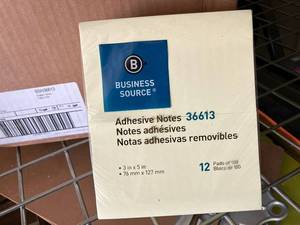 B
BUSINESS
SOURCE®
Adhesive Notes 36613
Notes adhésives
Notas adhesivas removibles
• 3 in x 5 in
• 76 mm x 127 mm
12 Pads of 100
Blocs de 100